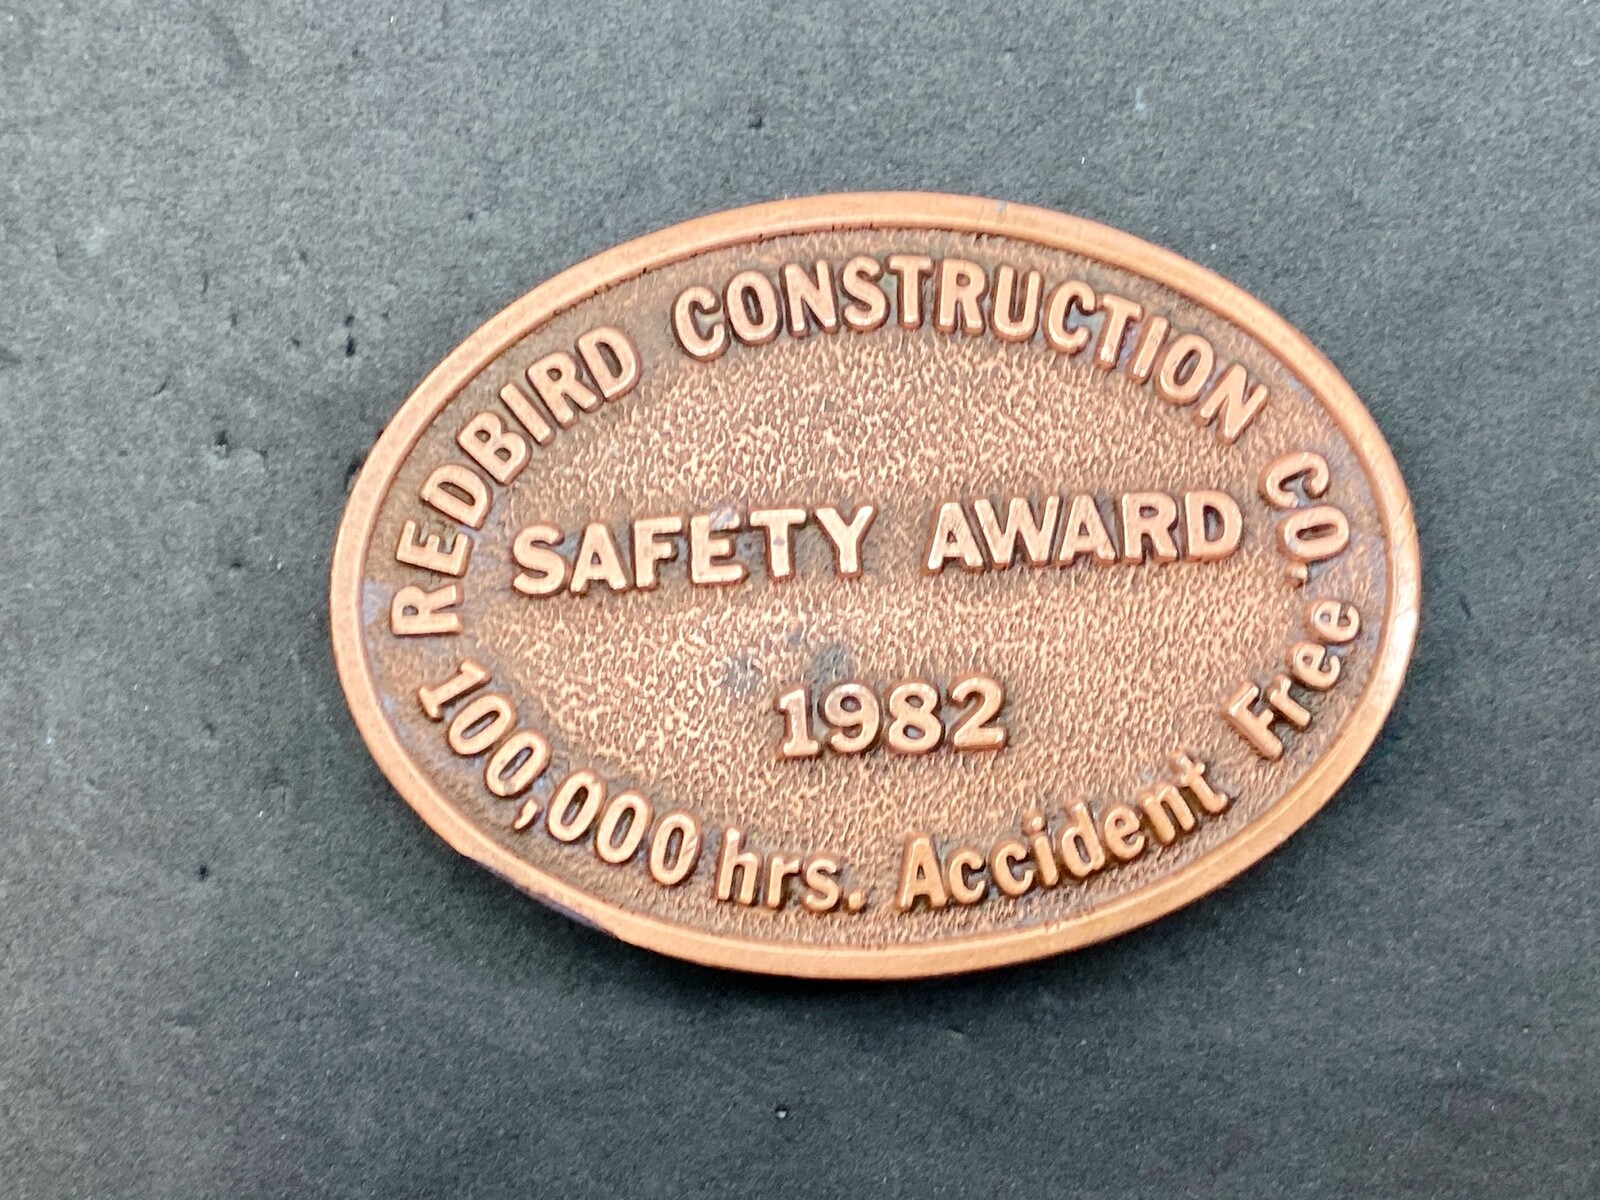 REDBIRD CONSTRUCTION CO.
SAFETY AWARD
1982
100,000 hrs. Accident Free